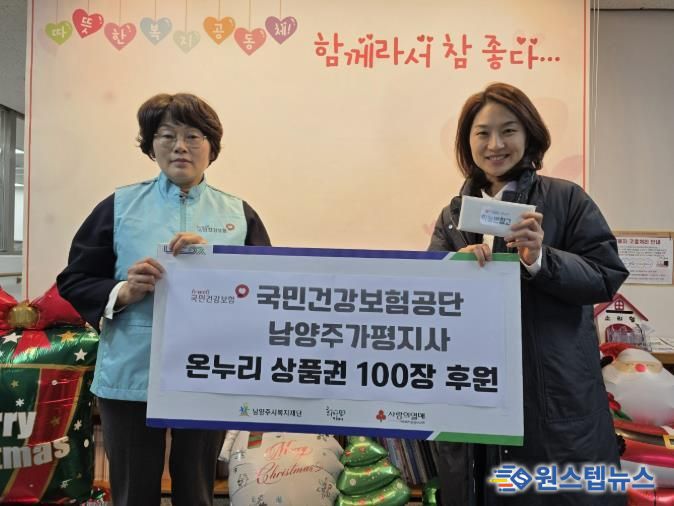 따뜻한복지공동체!
함께라서 참 좋다...
h-well
국민건강보험
국민건강보험공단
남양주가평지사
온누리 상품권 100장 후원
남양주시복지재단
사랑의열매
Merry
Christmas
Merry
Christmas
원스텝뉴스